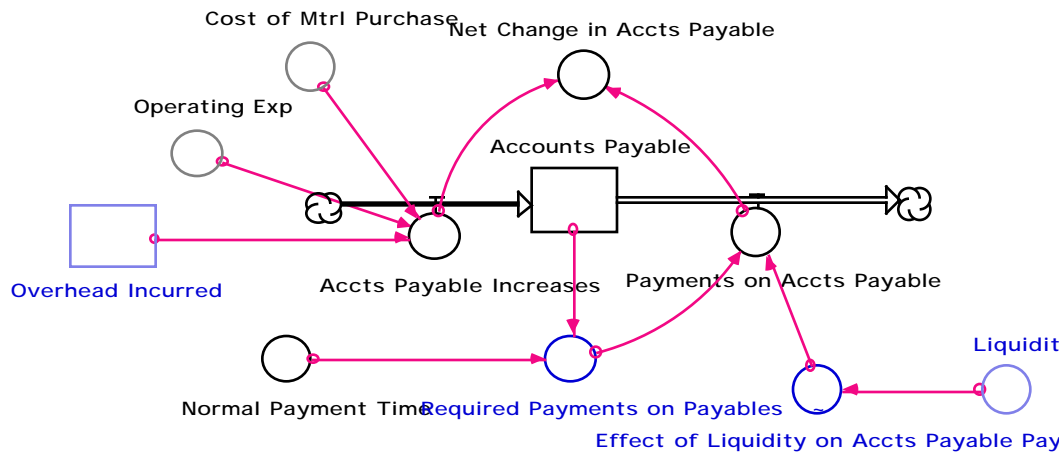 Cost of Mtrl Purchase
Net Change in Accts Payable
Operating Exp
Accounts Payable
Overhead Incurred
Accts Payable Increases
Payments on Accts Payable
Liquidit
Normal Payment Time
Required Payments on Payables
~
Effect of Liquidity on Accts Payable Pay